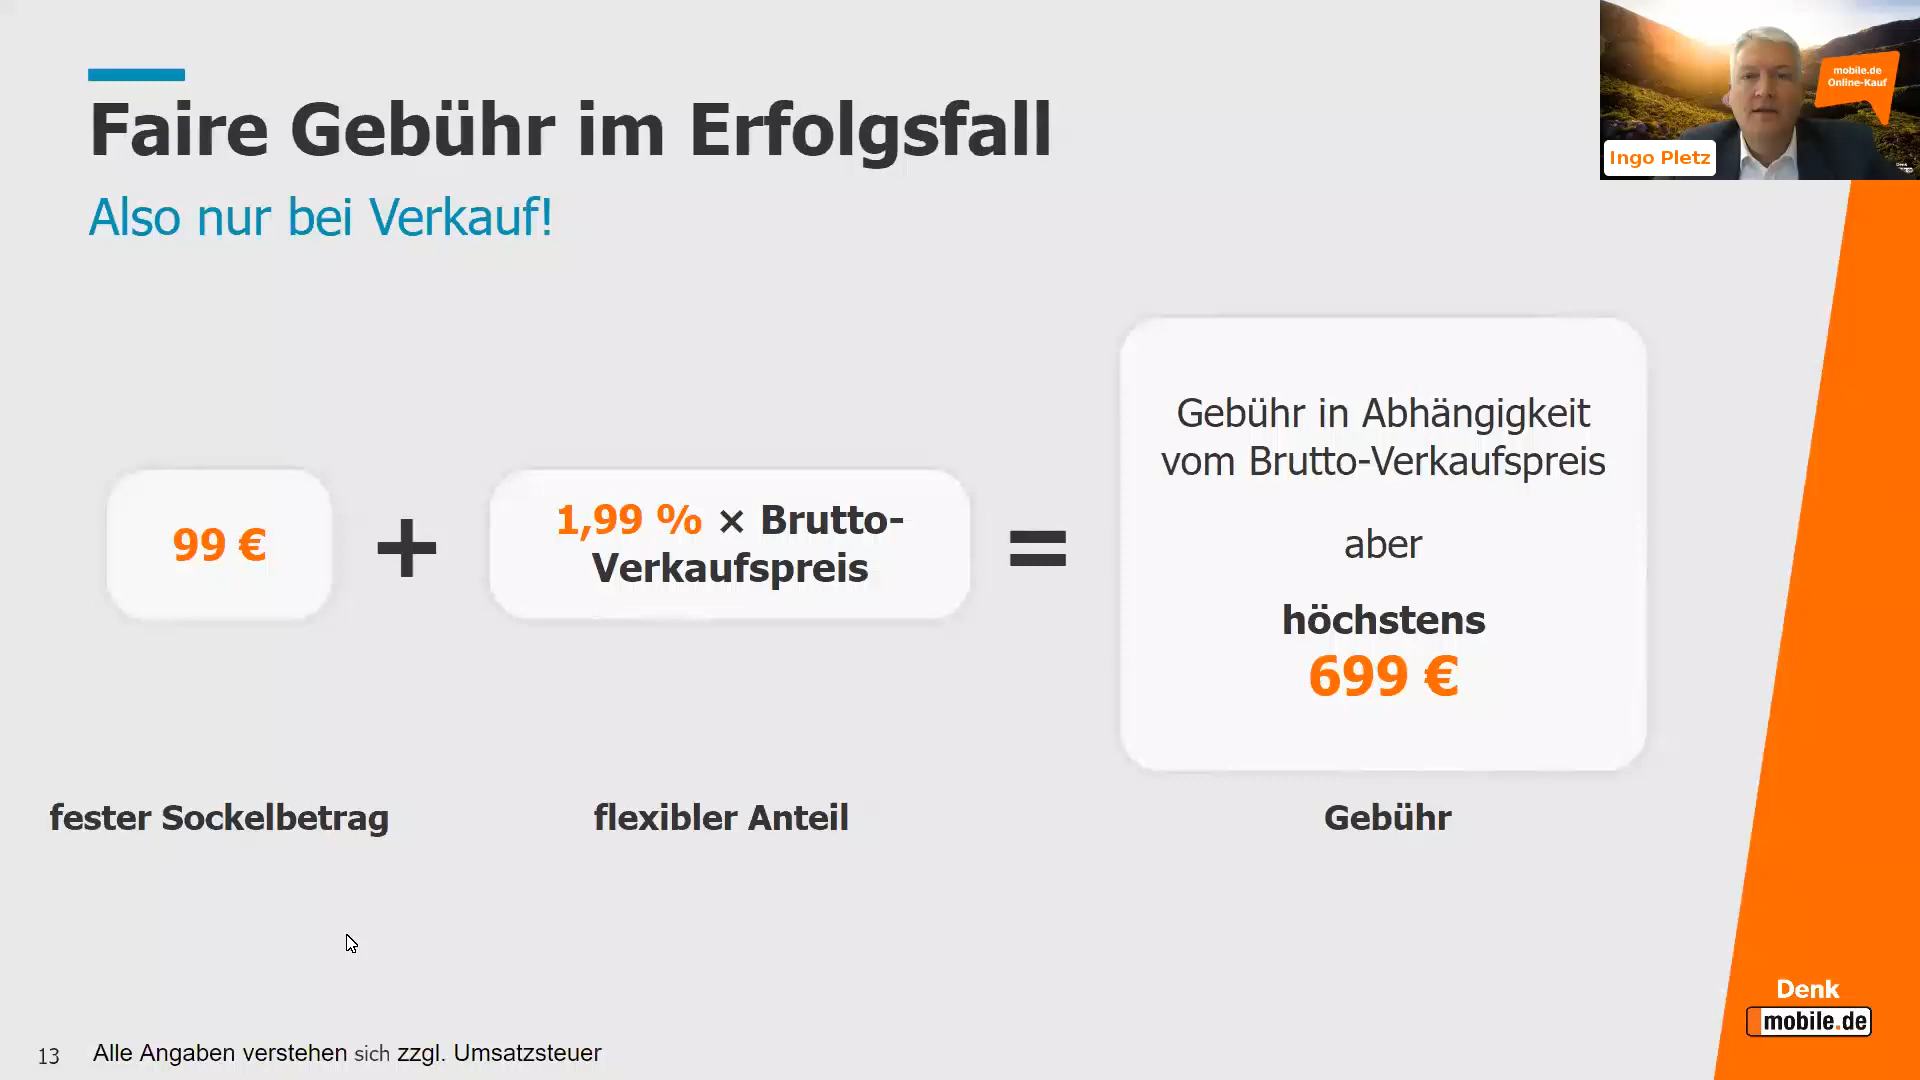 Faire Gebühr im Erfolgsfall
Also nur bei Verkauf!
mobile.de
Online-Kauf
Ingo Pletz
99 €
+
1,99 % × Brutto-
Verkaufspreis
=
Gebühr in Abhängigkeit
vom Brutto-Verkaufspreis
aber
höchstens
699 €
fester Sockelbetrag
flexibler Anteil
Gebühr
Denk
mobile.de
13 Alle Angaben verstehen sich zzgl. Umsatzsteuer